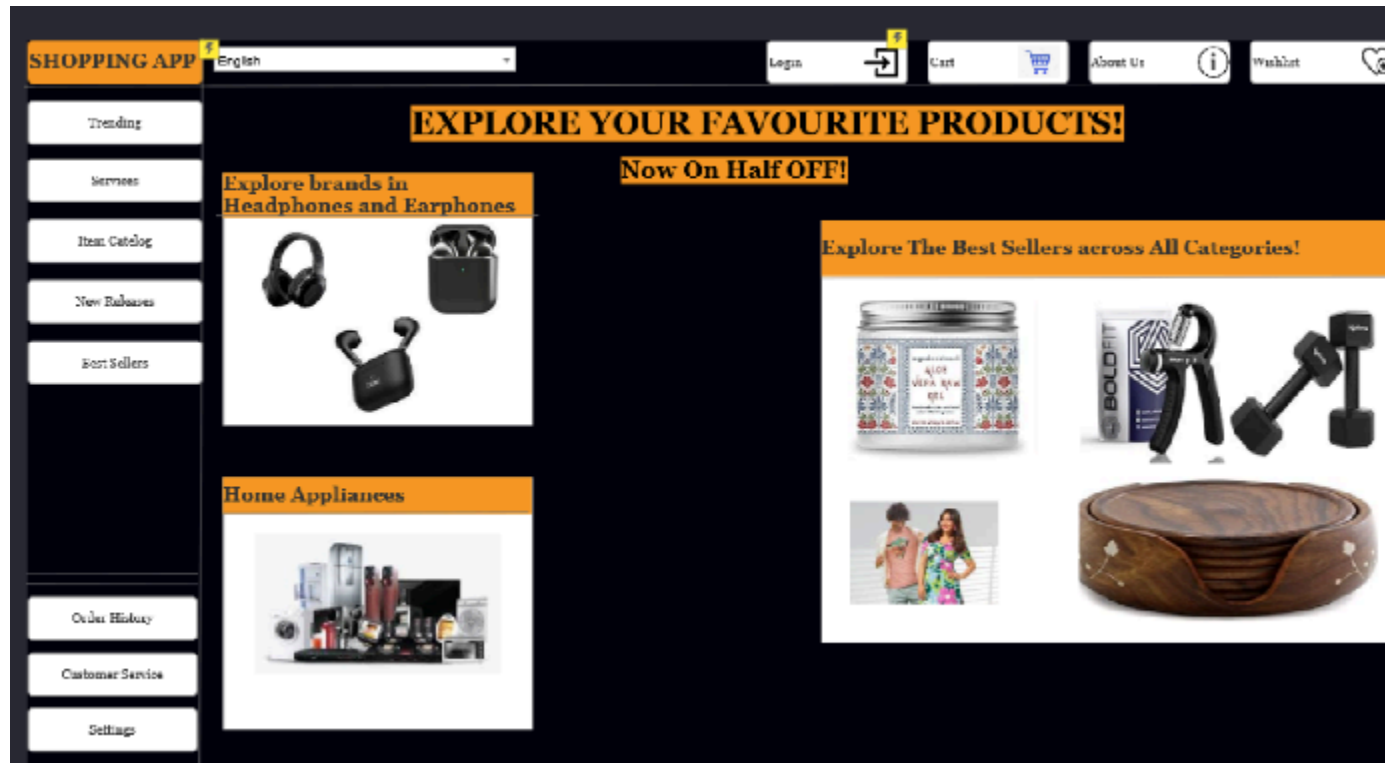 SHOPPING APP
English
Login
Cart
About Us
Wishlist
Trending
Services
Item Catelog
New Releases
Best Sellers
Order History
Customer Service
Settings
EXPLORE YOUR FAVOURITE PRODUCTS!
Now On Half OFF!
Explore brands in
Headphones and Earphones
Home Appliances
Explore The Best Sellers across All Categories!
ALOE
VERA RAW
GEL
BOLDFIT